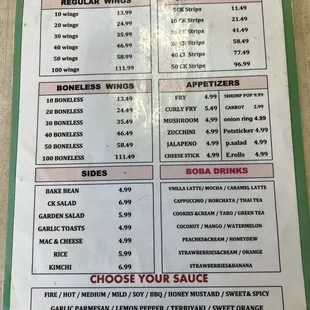 REGULAR WINGS
10 wings 13.99
20 wings 24.99
30 wings 35.99
40 wings 46.99
50 wings 58.99
100 wings 111.99
5CK Strips 11.49
10 CK Strips 21.49
Strips 41.49
Strips 58.49
40 CK Strips 77.49
50 CK Strips 96.99
BONELESS WINGS
10 BONELESS 13.49
20 BONELESS 24.49
30 BONELESS 35.49
40 BONELESS 46.49
50 BONELESS 58.49
100 BONELESS 111.49
APPETIZERS
FRY 4.99 SHRIMP POP 9.99
CURLY FRY 5.49 CARROT 2.99
MUSHROOM 4.99 onion ring 4.99
ZUCCHINI 4.99 Potsticker 4.99
JALAPENO 4.99 p.salad 4.99
CHEESE STICK 4.99 E.rolls 4.99
SIDES
BAKE BEAN 4.99
CK SALAD 6.99
GARDEN SALAD 5.99
GARLIC TOASTS 4.99
MAC & CHEESE 4.99
RICE 5.99
KIMCHI 6.99
BOBA DRINKS
VNILLA LATTE / MOCHA / CARAMEL LATTE
CAPPUCCINO / HORCHATA / THAI TEA
COOKIES&CREAM / TARO / GREEN TEA
COCONUT / MANGO / WATERMELON
PEACHES&CREAM / HONEYDEW
STRAWBERRIES&CREAM / ORANGE
STRAWBERRIES&BANANA
CHOOSE YOUR SAUCE
FIRE / HOT / MEDIUM / MILD / SOY / BBQ / HONEY MUSTARD / SWEET& SPICY
GARLIC PARMESAN / LEMON PEPPER / TERRIYAKI / SWEET ORANGE